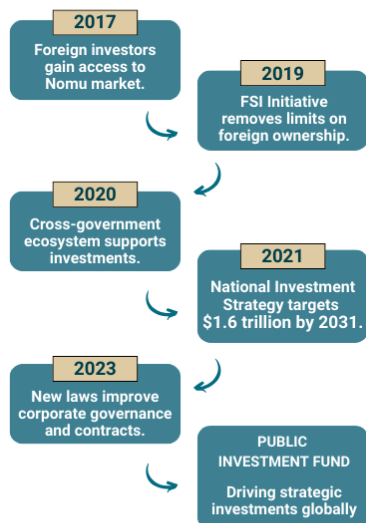 2017
Foreign investors
gain access to
Nomu market.
2019
FSI Initiative
removes limits on
foreign ownership.
2020
Cross-government
ecosystem supports
investments.
2021
National Investment
Strategy targets
$1.6 trillion by 2031.
2023
New laws improve
corporate governance
and contracts.
PUBLIC
INVESTMENT FUND
Driving strategic
investments globally